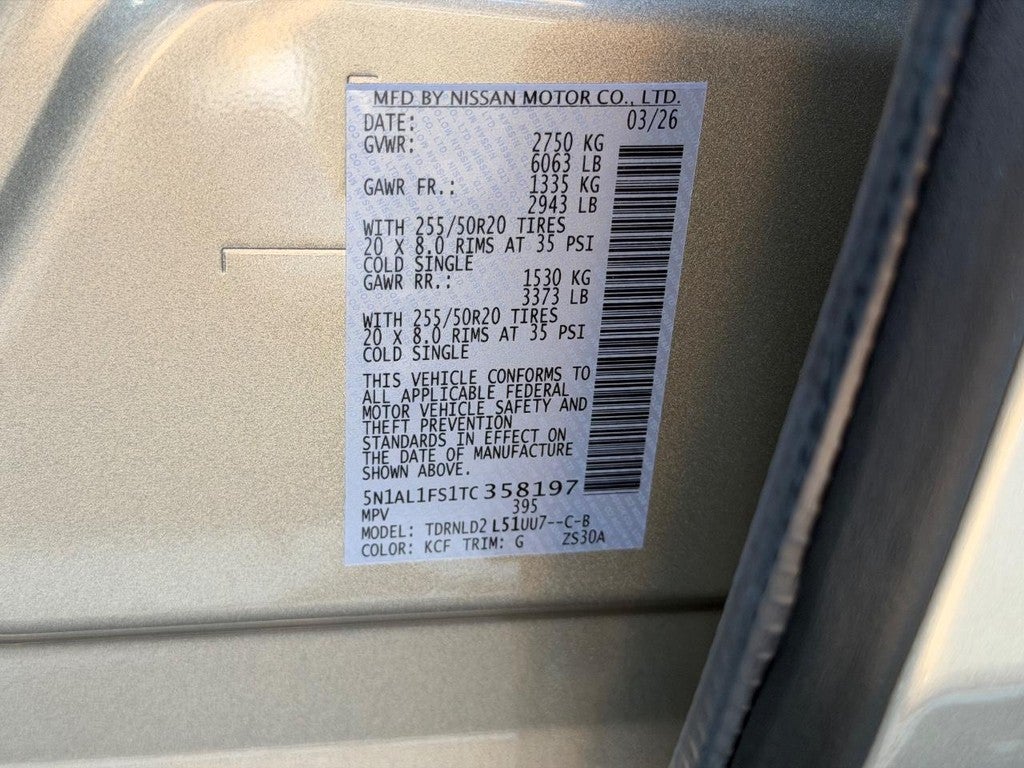 MFD BY NISSAN MOTOR CO., LTD.
DATE: 03/26
GVWR: 2750 KG
6063 LB
GAWR FR.: 1335 KG
2943 LB
WITH 255/50R20 TIRES
20 X 8.0 RIMS AT 35 PSI
COLD SINGLE
GAWR RR.: 1530 KG
3373 LB
WITH 255/50R20 TIRES
20 X 8.0 RIMS AT 35 PSI
COLD SINGLE
THIS VEHICLE CONFORMS TO
ALL APPLICABLE FEDERAL
MOTOR VEHICLE SAFETY AND
THEFT PREVENTION
STANDARDS IN EFFECT ON
THE DATE OF MANUFACTURE
SHOWN ABOVE.
5N1AL1FS1TC358197
MPV 395
MODEL: TDRNLD2 L51UU7--C-B
COLOR: KCF TRIM: G ZS30A